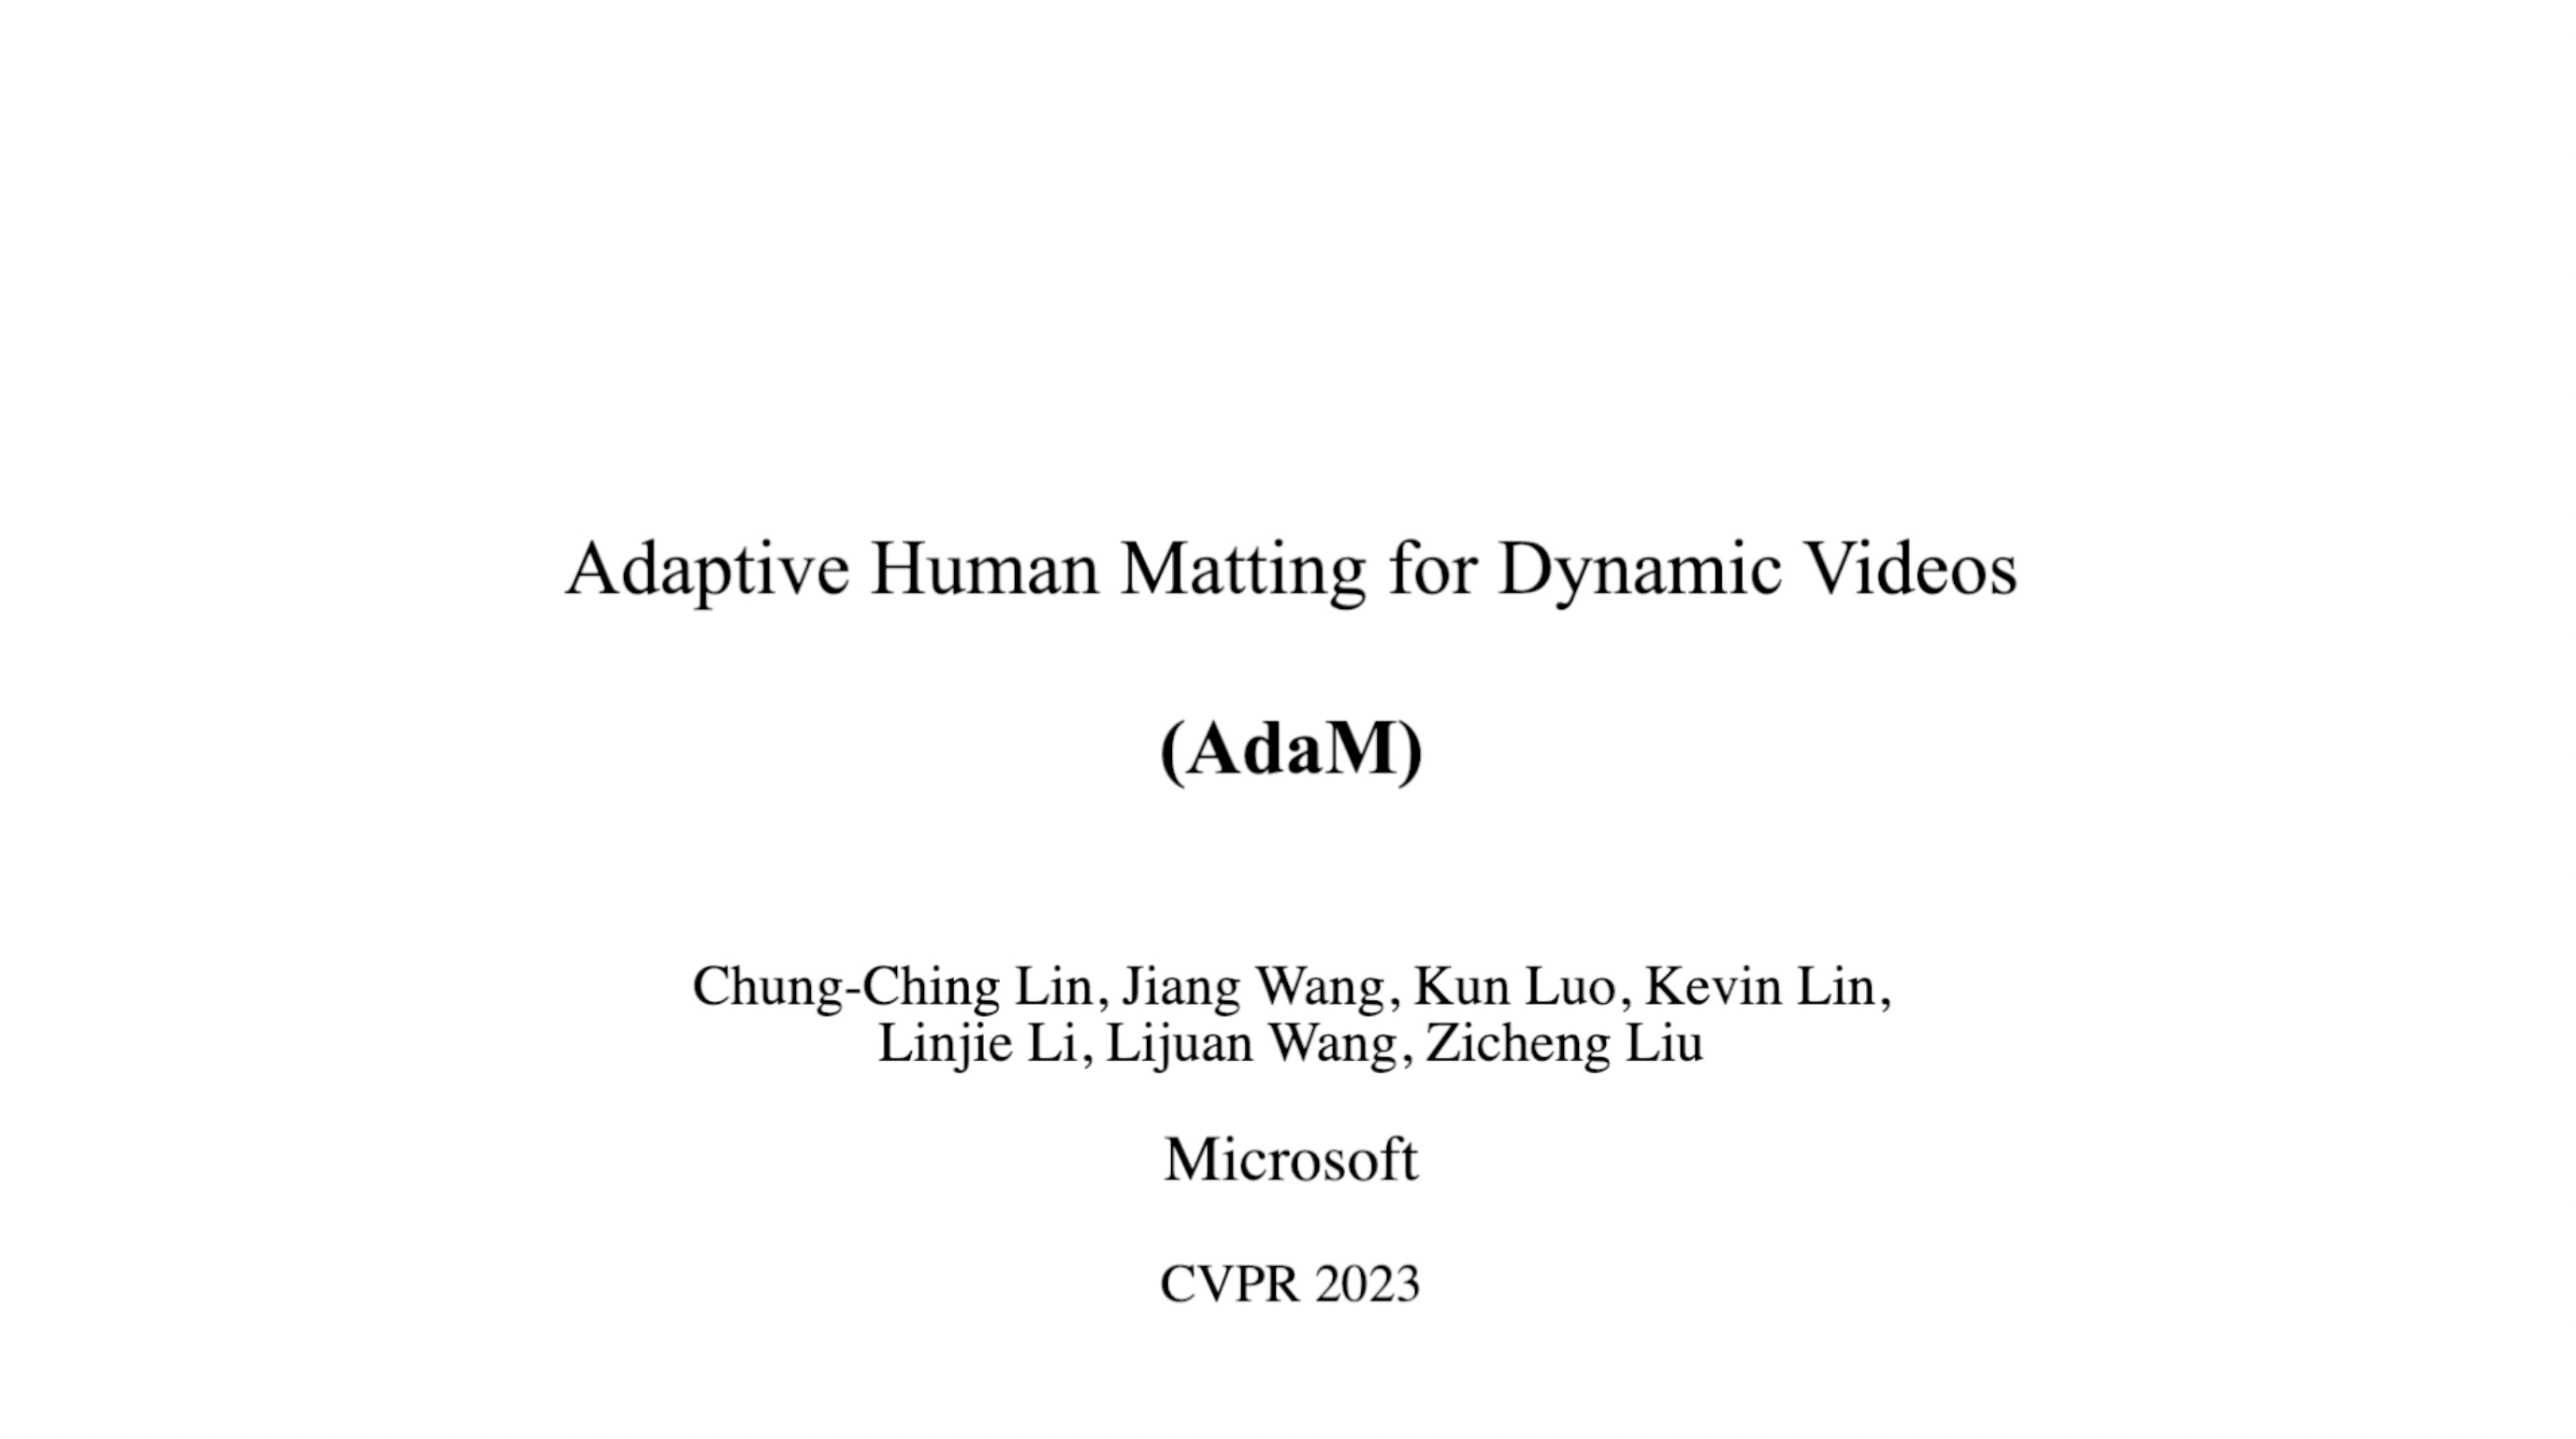 Adaptive Human Matting for Dynamic Videos
(AdaM)
Chung-Ching Lin, Jiang Wang, Kun Luo, Kevin Lin,
Linjie Li, Lijuan Wang, Zicheng Liu
Microsoft
CVPR 2023